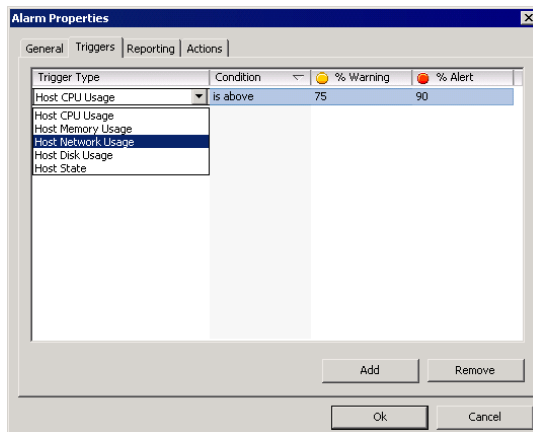 Alarm Properties
General Triggers Reporting Actions
Trigger Type Condition % Warning % Alert
Host CPU Usage is above 75 90
Host CPU Usage
Host Memory Usage
Host Network Usage
Host Disk Usage
Host State
Add Remove
Ok Cancel